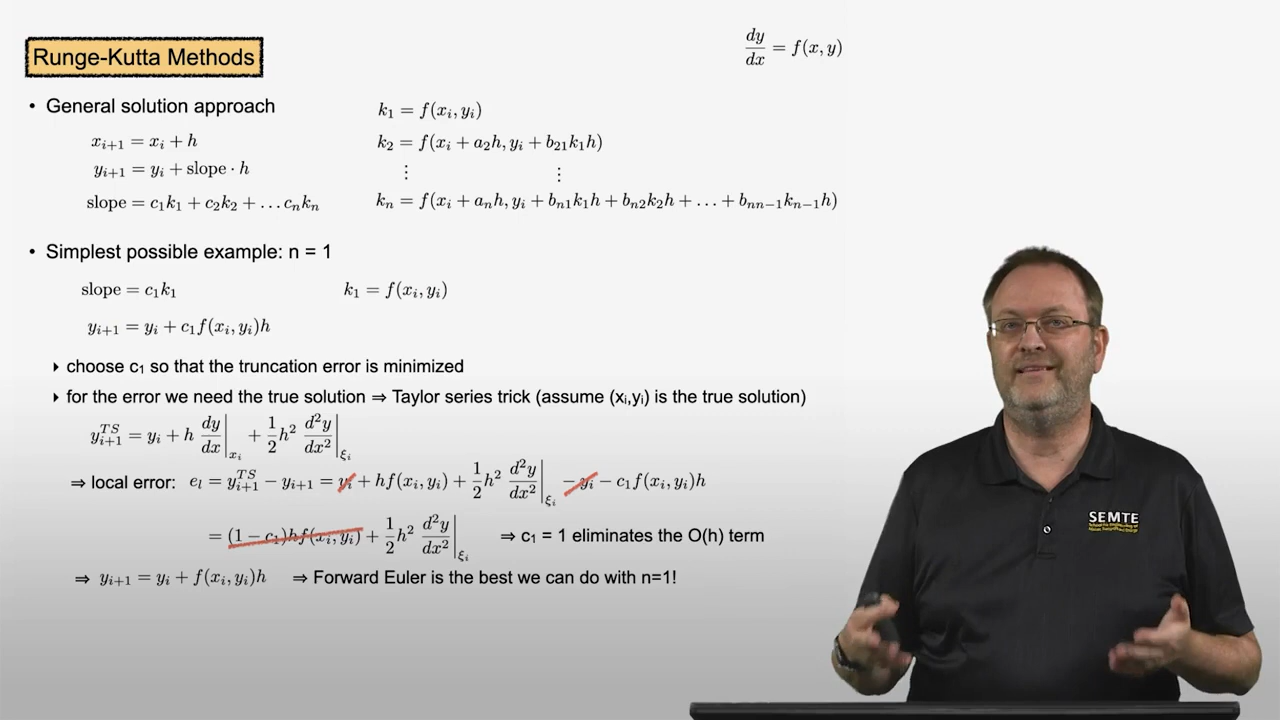 Runge-Kutta Methods
dy/dx = f(x, y)
• General solution approach
k₁ = f(xᵢ, yᵢ)
xᵢ₊₁ = xᵢ + h
k₂ = f(xᵢ + a₂h, yᵢ + b₂₁k₁h)
yᵢ₊₁ = yᵢ + slope · h
⋮ ⋮
slope = c₁k₁ + c₂k₂ + … cₙkₙ
kₙ = f(xᵢ + aₙh, yᵢ + bₙ₁k₁h + bₙ₂k₂h + … + bₙₙ₋₁kₙ₋₁h)
• Simplest possible example: n = 1
slope = c₁k₁
k₁ = f(xᵢ, yᵢ)
yᵢ₊₁ = yᵢ + c₁f(xᵢ, yᵢ)h
‣ choose c₁ so that the truncation error is minimized
‣ for the error we need the true solution ⇒ Taylor series trick (assume (xᵢ,yᵢ) is the true solution)
yᵢ₊₁^TS = yᵢ + h dy/dx|_xᵢ + 1/2 h² d²y/dx²|_ξᵢ
⇒ local error: eₗ = yᵢ₊₁^TS − yᵢ₊₁ = yᵢ + hf(xᵢ, yᵢ) + 1/2 h² d²y/dx²|_ξᵢ − yᵢ − c₁f(xᵢ, yᵢ)h
= (1 − c₁)hf(xᵢ, yᵢ) + 1/2 h² d²y/dx²|_ξᵢ ⇒ c₁ = 1 eliminates the O(h) term
⇒ yᵢ₊₁ = yᵢ + f(xᵢ, yᵢ)h ⇒ Forward Euler is the best we can do with n=1!
SEMTE